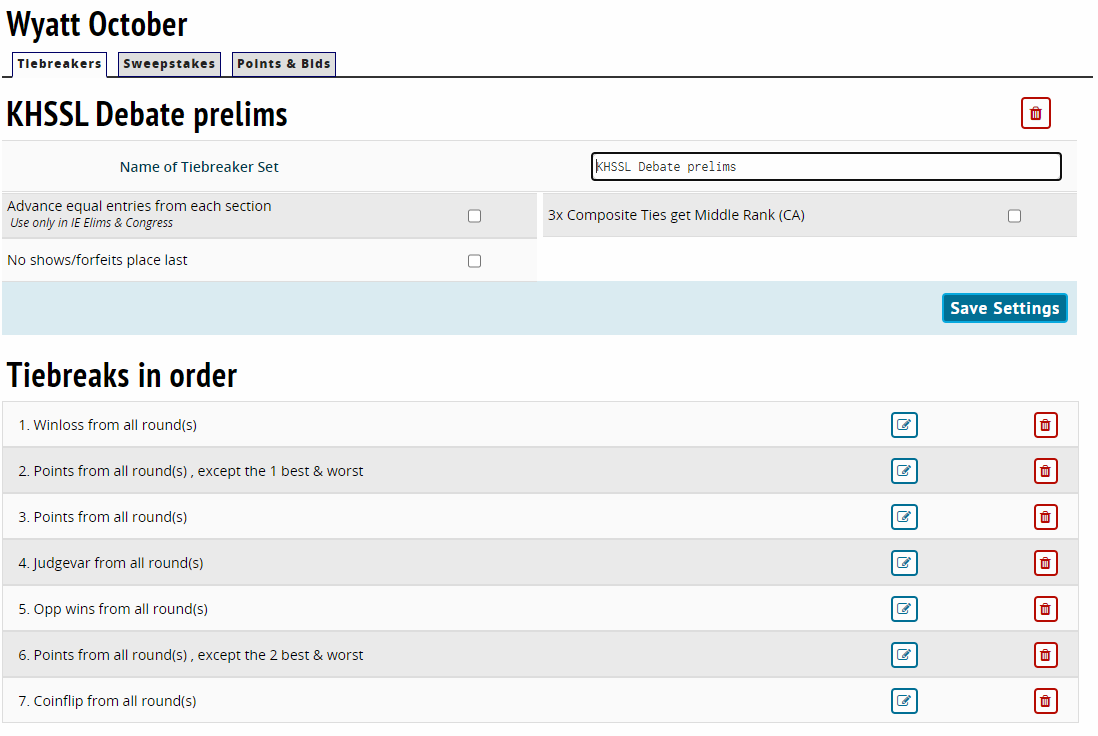 Wyatt October
Tiebreakers Sweepstakes Points & Bids
KHSSL Debate prelims
Name of Tiebreaker Set KHSSL Debate prelims
Advance equal entries from each section
Use only in IE Elims & Congress
3x Composite Ties get Middle Rank (CA)
No shows/forfeits place last
Save Settings
Tiebreaks in order
1. Winloss from all round(s)
2. Points from all round(s) , except the 1 best & worst
3. Points from all round(s)
4. Judgevar from all round(s)
5. Opp wins from all round(s)
6. Points from all round(s) , except the 2 best & worst
7. Coinflip from all round(s)